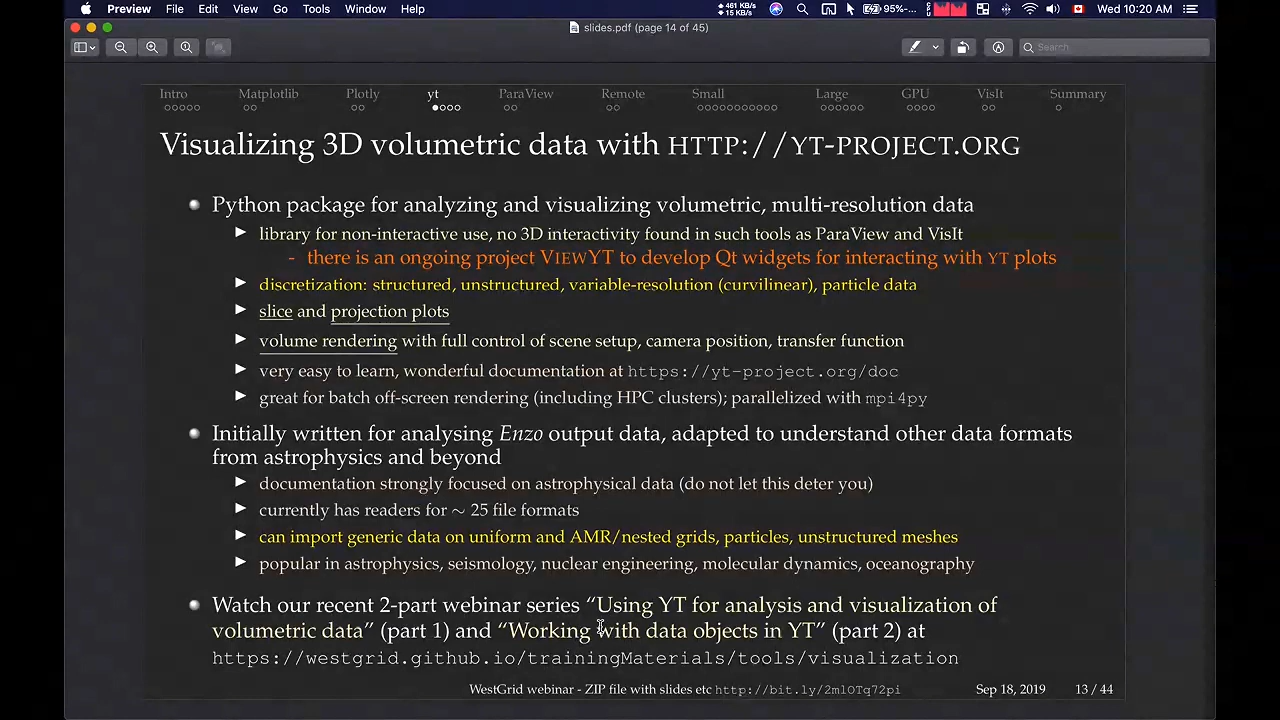 Preview File Edit View Go Tools Window Help 461 KB/s 15 KB/s 95% Wed 10:20 AM
slides.pdf (page 14 of 45)
Search
Intro Matplotlib Plotly yt ParaView Remote Small Large GPU VisIt Summary
Visualizing 3D volumetric data with HTTP://YT-PROJECT.ORG
Python package for analyzing and visualizing volumetric, multi-resolution data
library for non-interactive use, no 3D interactivity found in such tools as ParaView and VisIt
- there is an ongoing project VIEWYT to develop Qt widgets for interacting with YT plots
discretization: structured, unstructured, variable-resolution (curvilinear), particle data
slice and projection plots
volume rendering with full control of scene setup, camera position, transfer function
very easy to learn, wonderful documentation at https://yt-project.org/doc
great for batch off-screen rendering (including HPC clusters); parallelized with mpi4py
Initially written for analysing Enzo output data, adapted to understand other data formats
from astrophysics and beyond
documentation strongly focused on astrophysical data (do not let this deter you)
currently has readers for ~ 25 file formats
can import generic data on uniform and AMR/nested grids, particles, unstructured meshes
popular in astrophysics, seismology, nuclear engineering, molecular dynamics, oceanography
Watch our recent 2-part webinar series “Using YT for analysis and visualization of
volumetric data” (part 1) and “Working with data objects in YT” (part 2) at
https://westgrid.github.io/trainingMaterials/tools/visualization
WestGrid webinar - ZIP file with slides etc http://bit.ly/2mlOTq72pi Sep 18, 2019 13 / 44